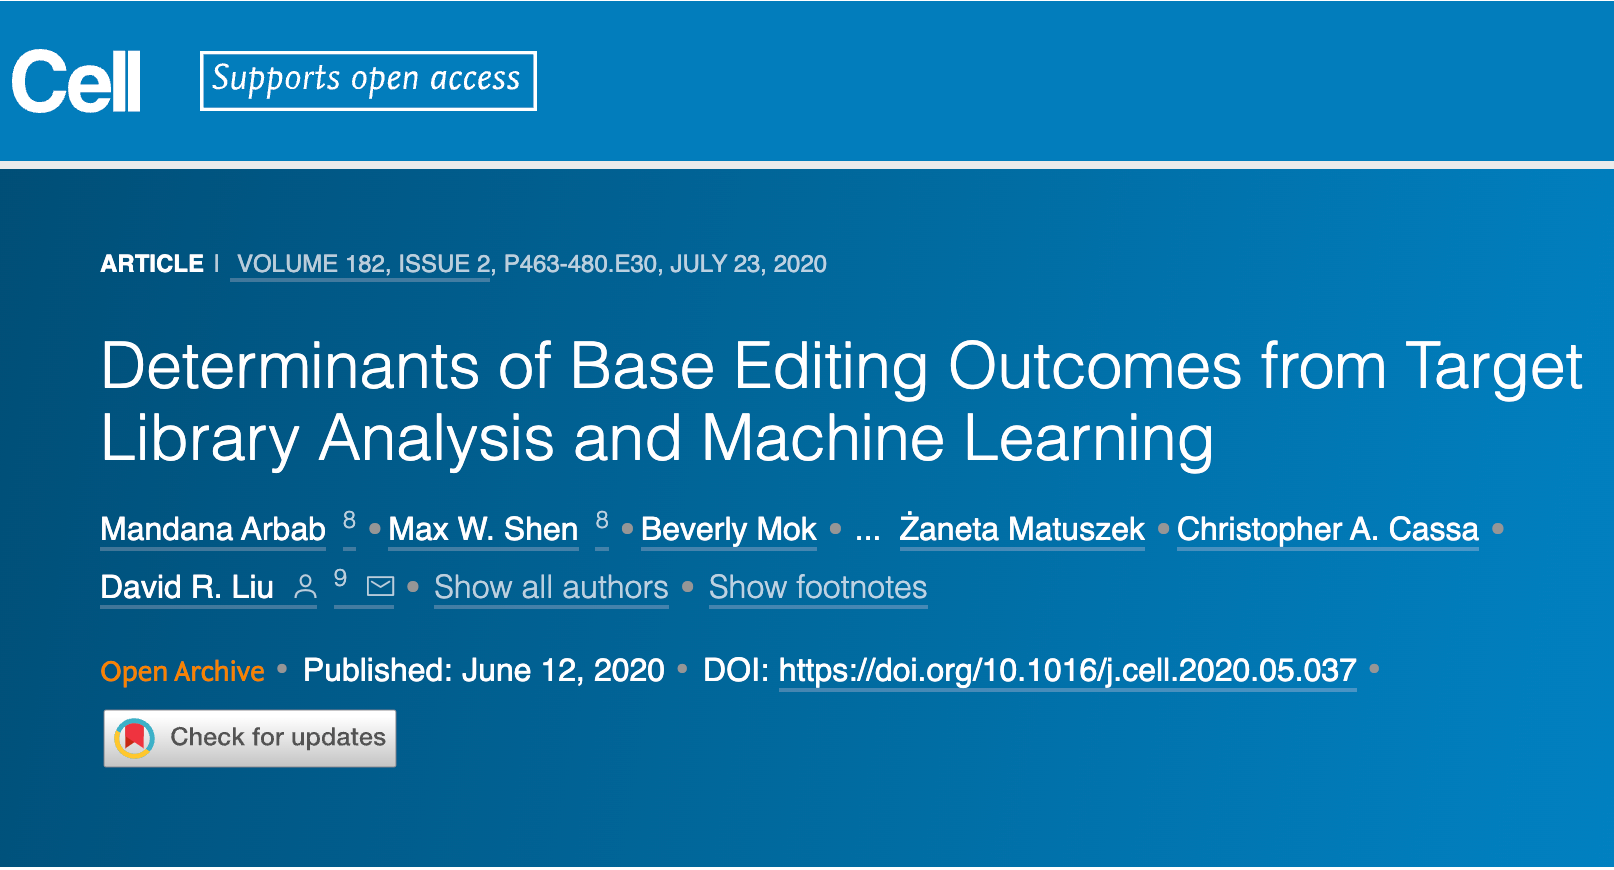 Cell Supports open access
ARTICLE | VOLUME 182, ISSUE 2, P463-480.E30, JULY 23, 2020
Determinants of Base Editing Outcomes from Target
Library Analysis and Machine Learning
Mandana Arbab 8 • Max W. Shen 8 • Beverly Mok • ... Żaneta Matuszek • Christopher A. Cassa •
David R. Liu 9 • Show all authors • Show footnotes
Open Archive • Published: June 12, 2020 • DOI: https://doi.org/10.1016/j.cell.2020.05.037 •
Check for updates